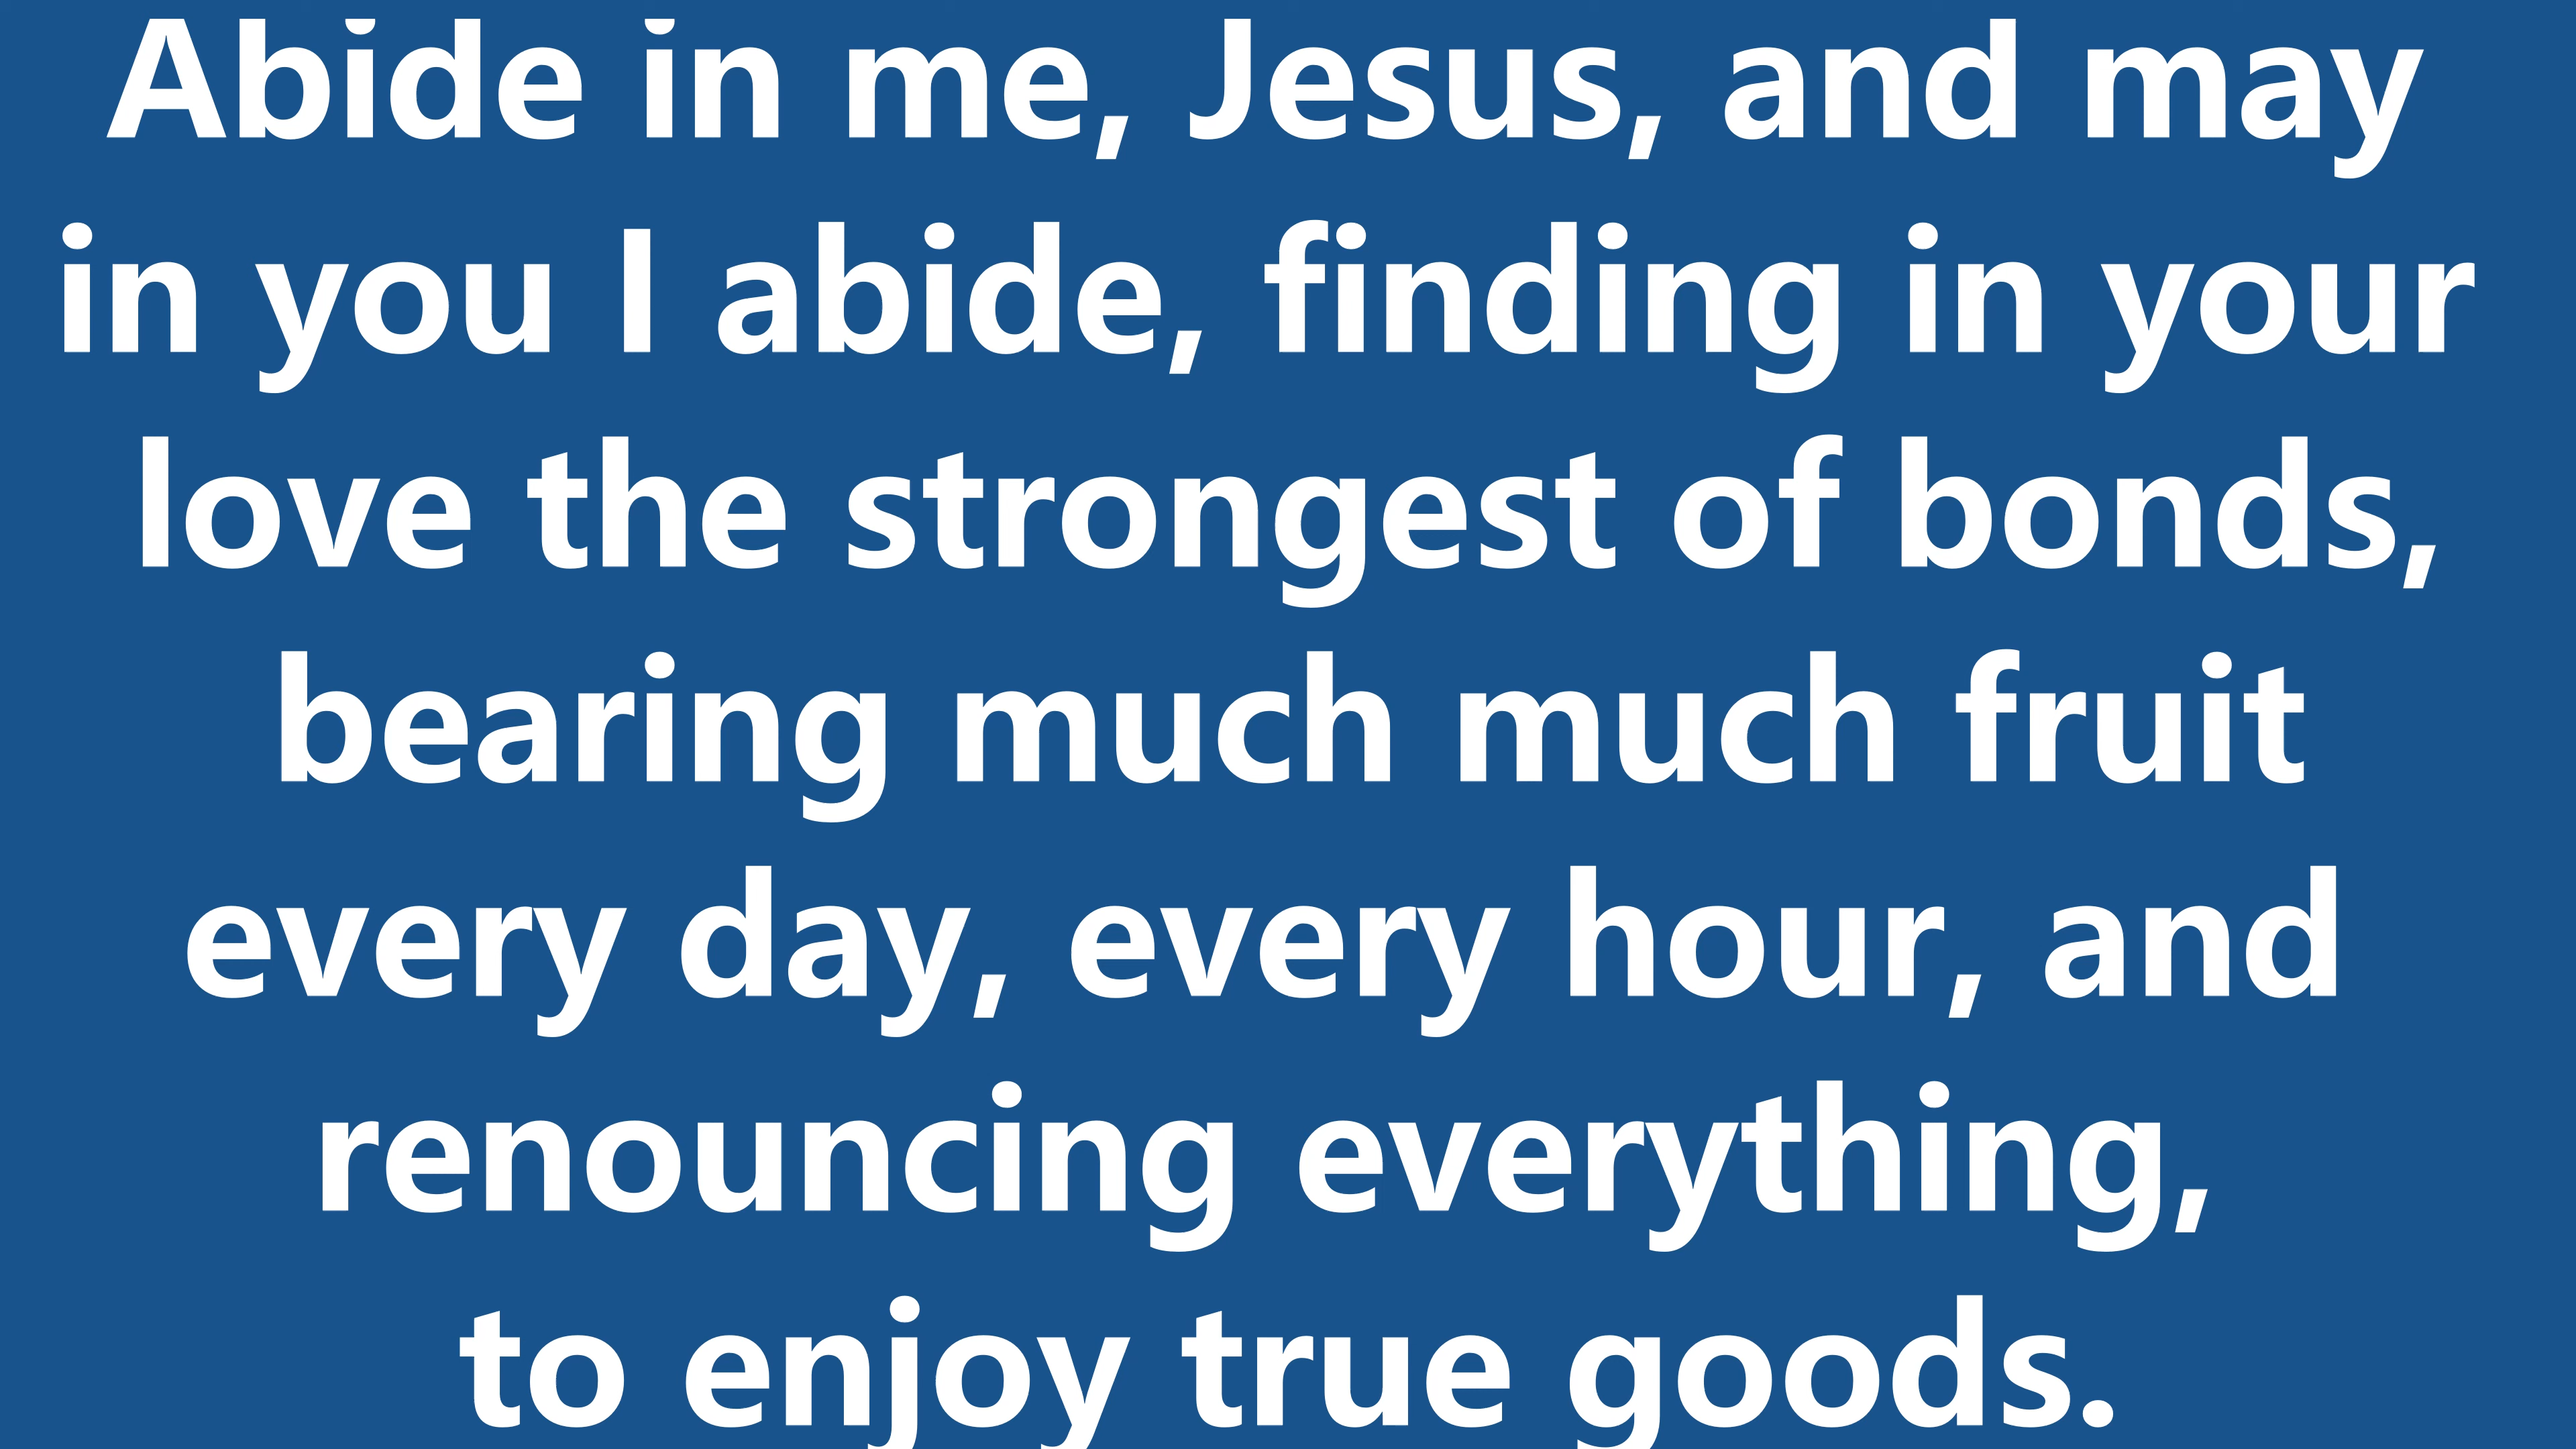 Abide in me, Jesus, and may
in you I abide, finding in your
love the strongest of bonds,
bearing much much fruit
every day, every hour, and
renouncing everything,
to enjoy true goods.